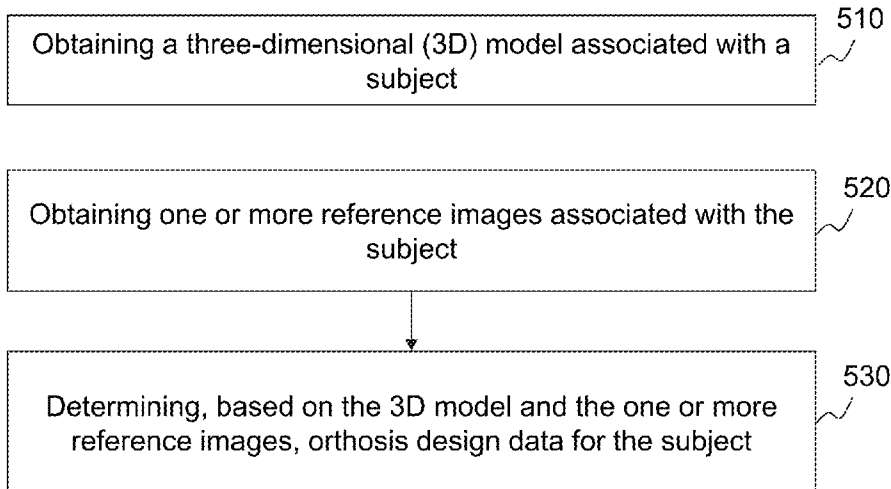 510
Obtaining a three-dimensional (3D) model associated with a
subject
520
Obtaining one or more reference images associated with the
subject
530
Determining, based on the 3D model and the one or more
reference images, orthosis design data for the subject